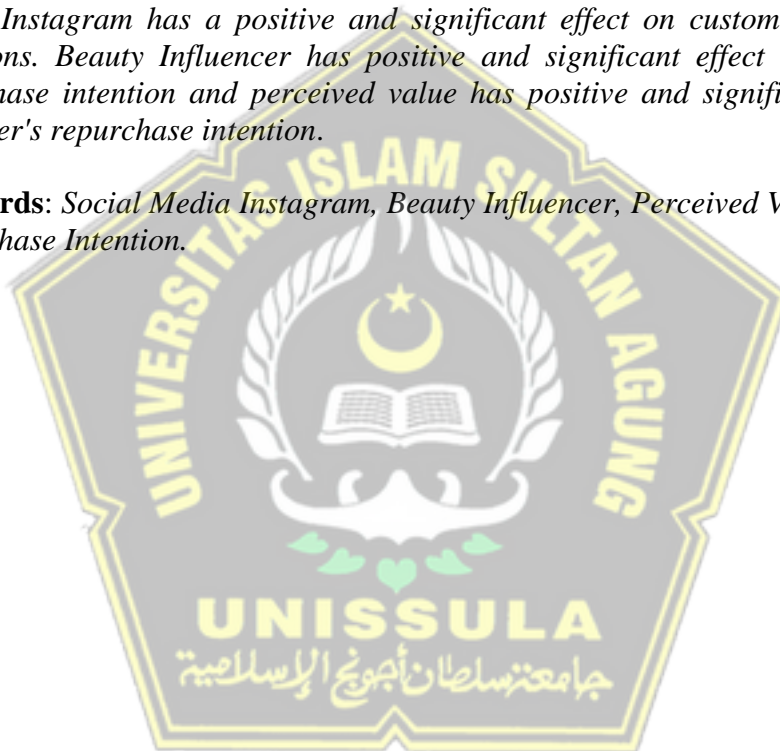 Instagram has a positive and significant effect on custom
ons. Beauty Influencer has positive and significant effect
hase intention and perceived value has positive and signifi
er's repurchase intention.
rds: Social Media Instagram, Beauty Influencer, Perceived V
hase Intention.
UNIVERSITAS ISLAM SULTAN AGUNG
UNISSULA
جامعة سلطان أجونج الإسلامية